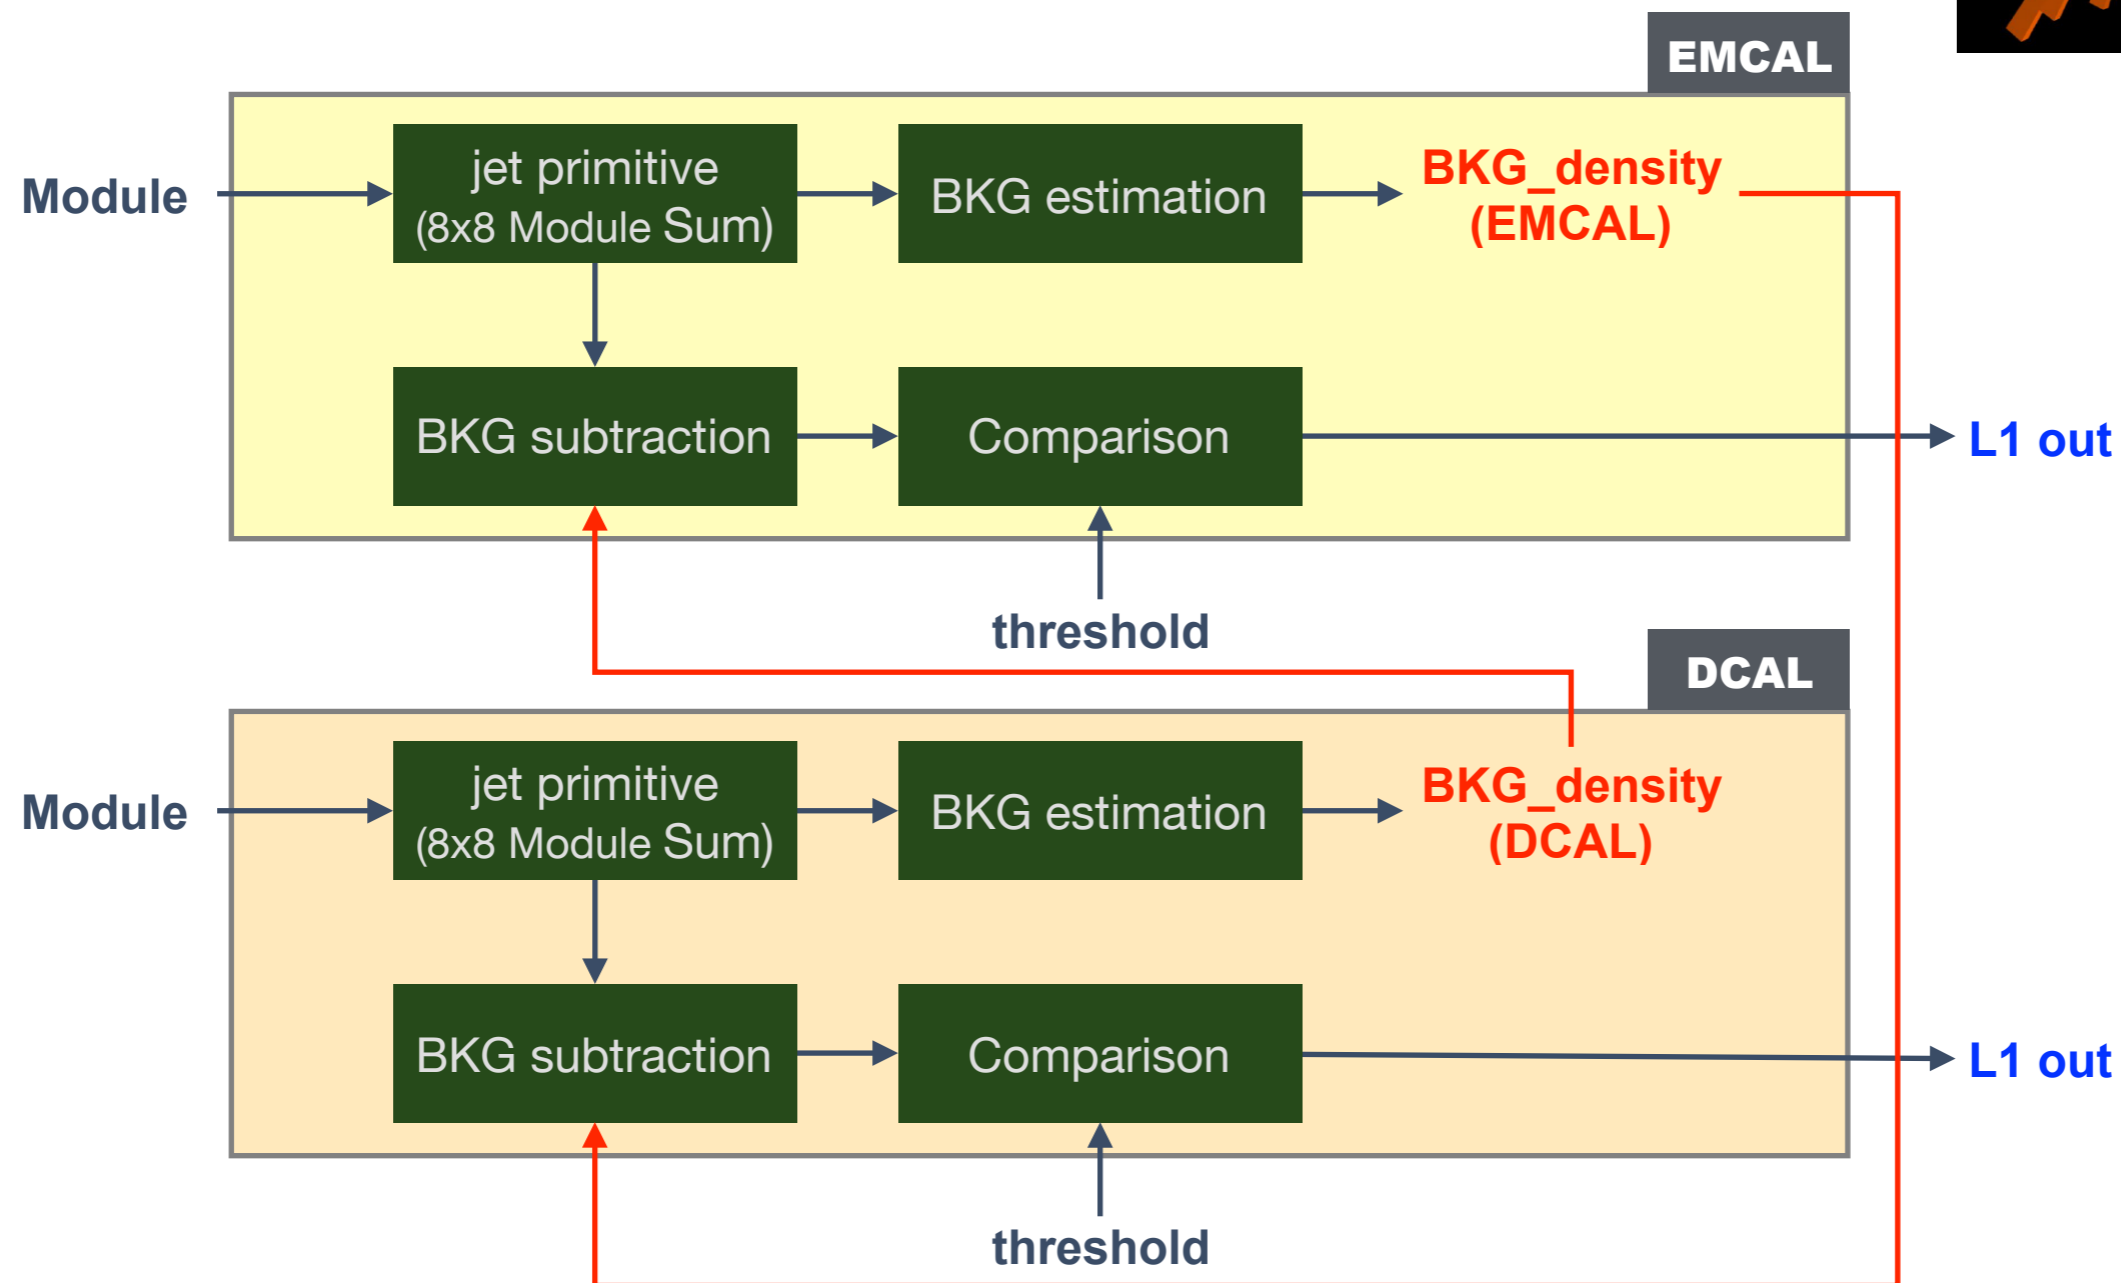 EMCAL
Module
jet primitive
(8x8 Module Sum)
BKG estimation
BKG_density
(EMCAL)
BKG subtraction
Comparison
L1 out
threshold
DCAL
Module
jet primitive
(8x8 Module Sum)
BKG estimation
BKG_density
(DCAL)
BKG subtraction
Comparison
L1 out
threshold